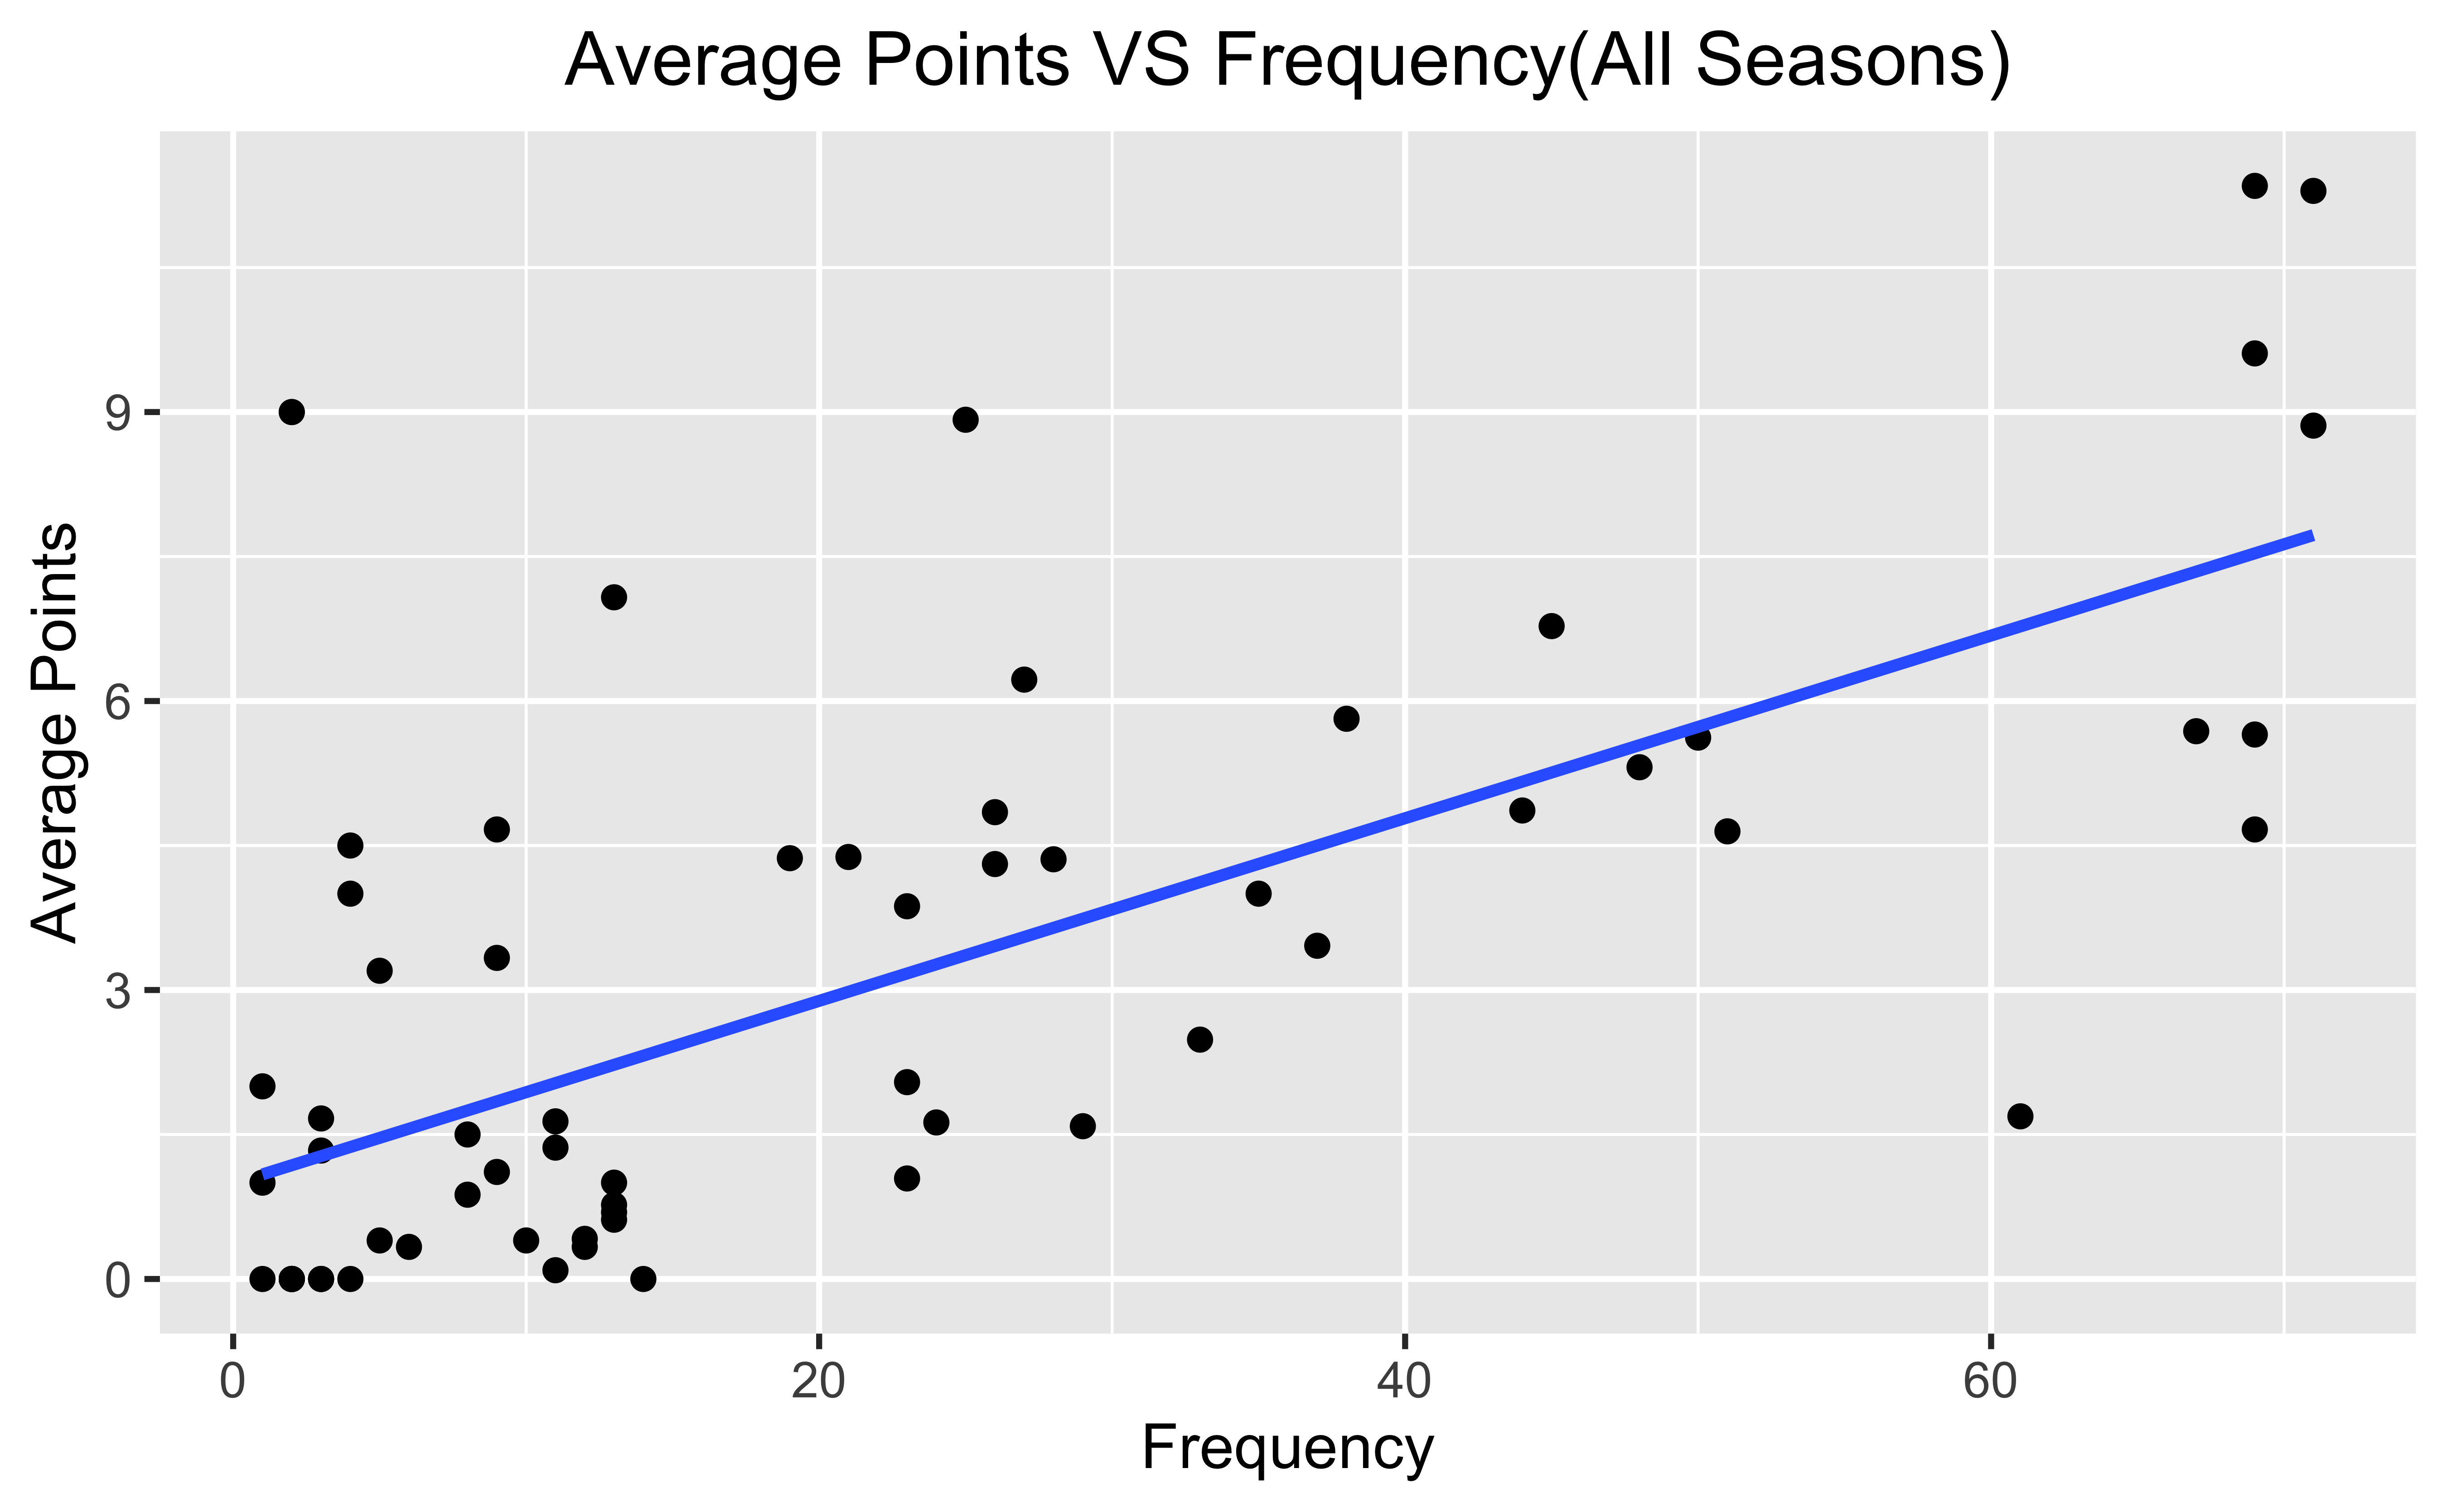 Average Points VS Frequency(All Seasons)
Average Points
9
6
3
0
0 20 40 60
Frequency